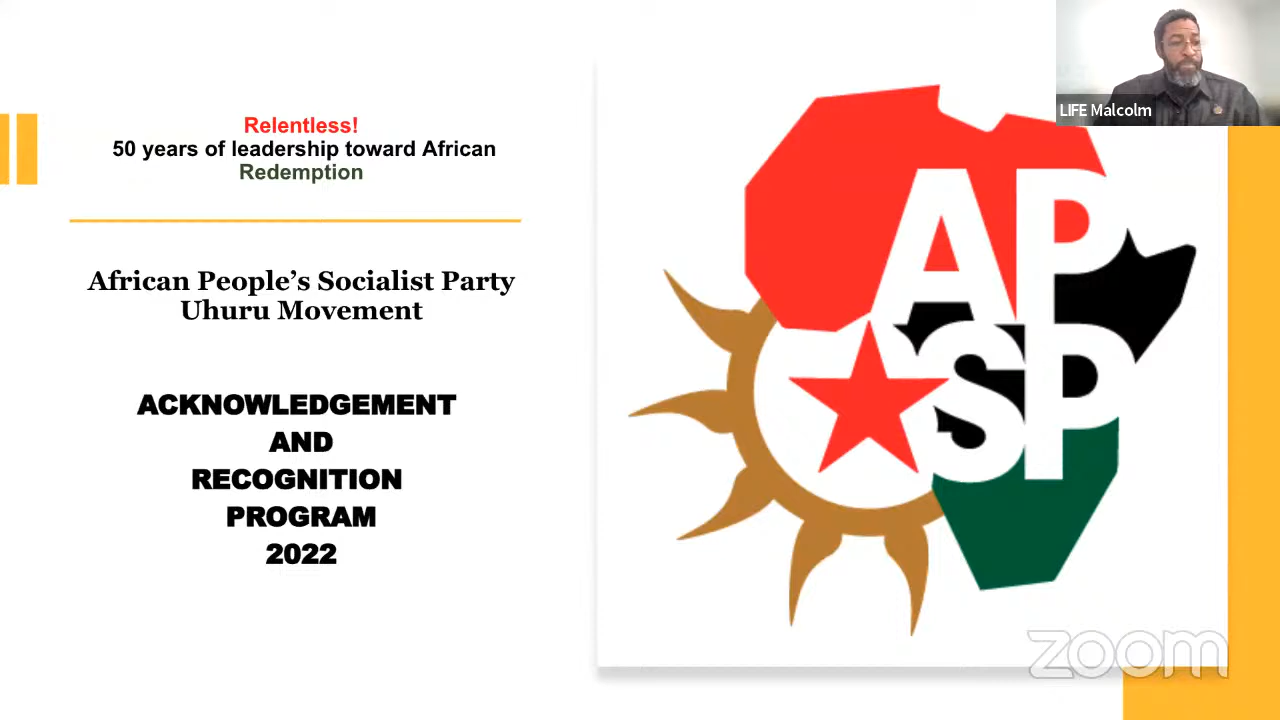 Relentless!
50 years of leadership toward African
Redemption
African People’s Socialist Party
Uhuru Movement
ACKNOWLEDGEMENT
AND
RECOGNITION
PROGRAM
2022
AP
SP
LIFE Malcolm
zoom